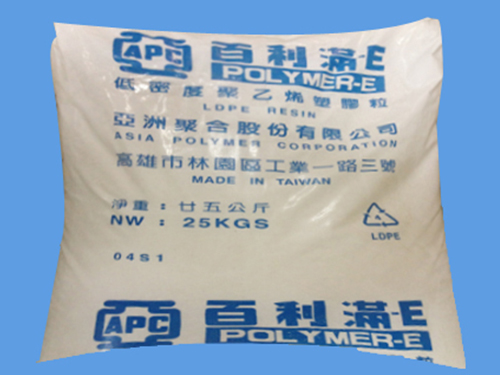 APC 百利滿-E
POLYMER-E
低密度聚乙烯塑膠粒
LDPE RESIN
亞洲聚合股份有限公司
ASIA POLYMER CORPORATION
高雄市林園區工業一路三號
MADE IN TAIWAN
淨重：廿五公斤
NW : 25KGS
LDPE
04S1
APC 百利滿-E
POLYMER-E
粒